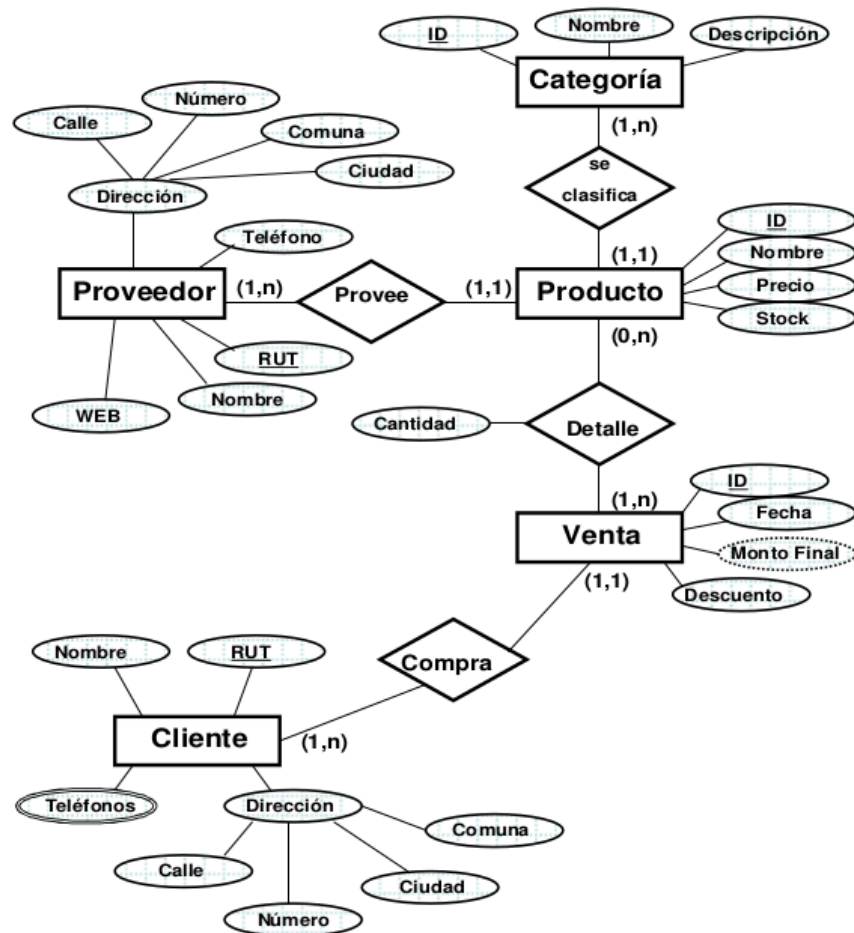 ID
Nombre
Descripción
Categoría
(1,n)
Número
Calle
Comuna
Ciudad
Dirección
se
clasifica
Teléfono
(1,1)
ID
Nombre
Precio
Stock
Proveedor
(1,n)
Provee
(1,1)
Producto
(0,n)
RUT
Nombre
WEB
Cantidad
Detalle
(1,n)
ID
Fecha
Venta
Monto Final
(1,1)
Descuento
Nombre
RUT
Compra
Cliente
(1,n)
Teléfonos
Dirección
Comuna
Calle
Ciudad
Número